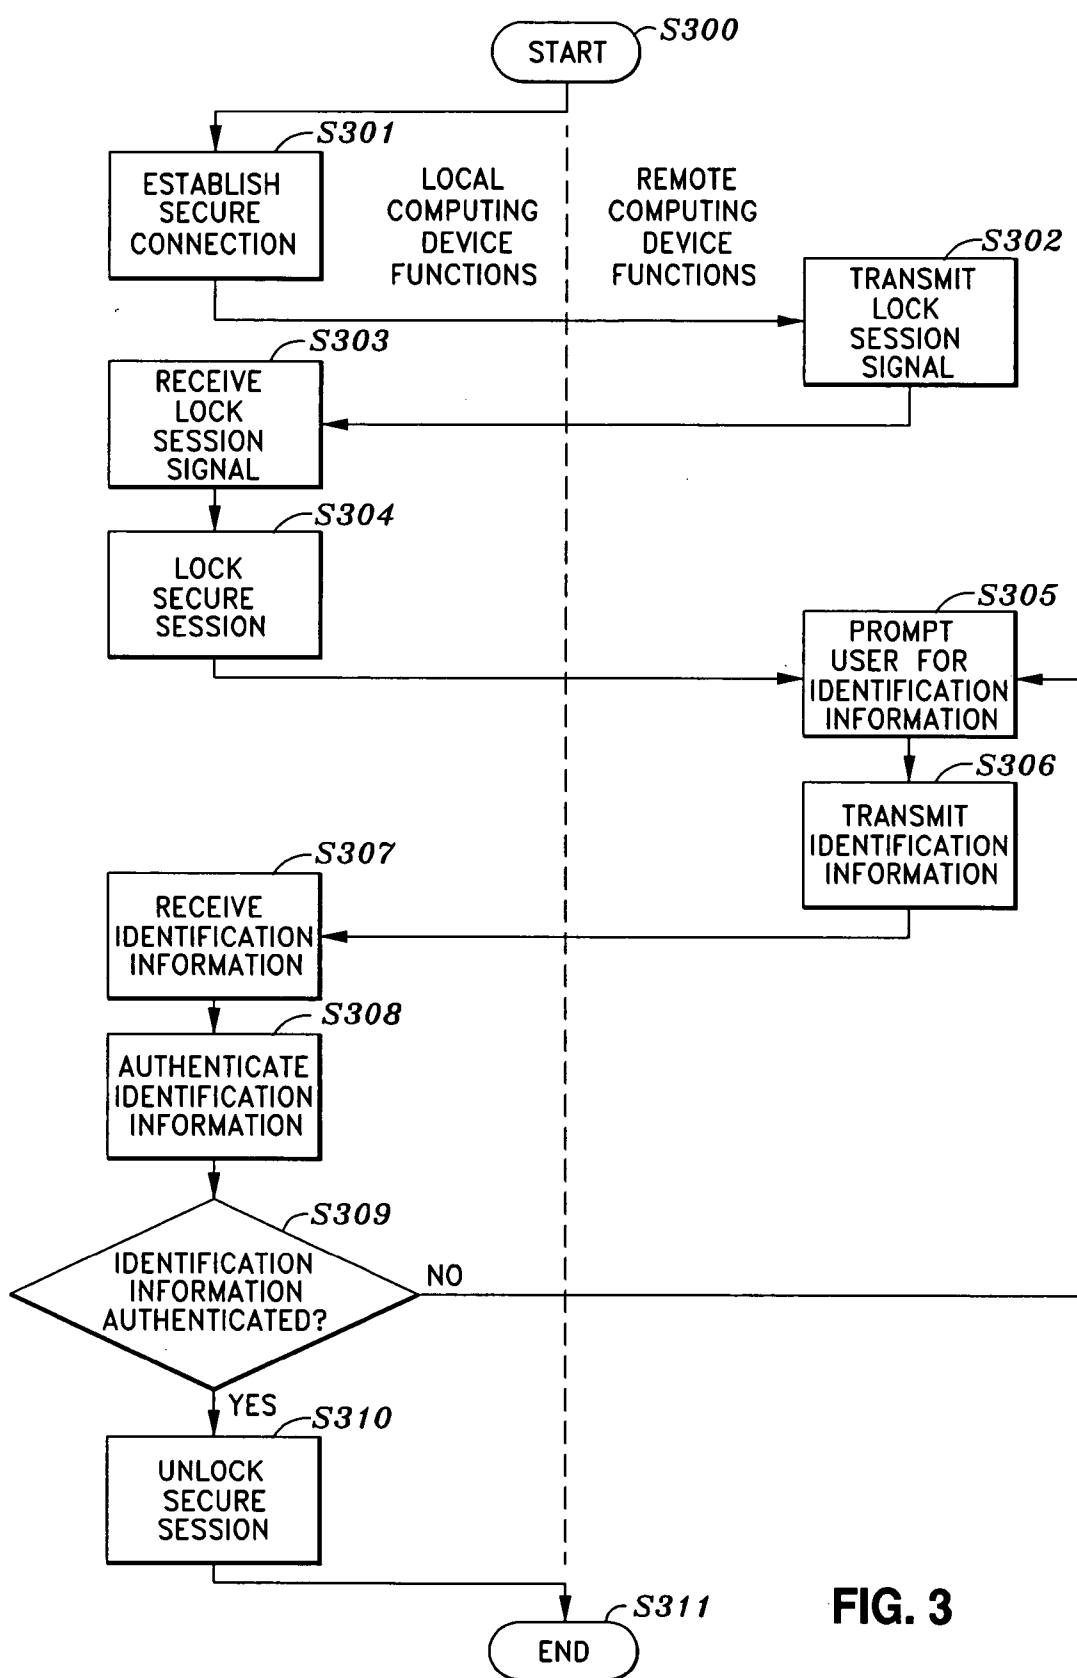 S300
START
S301
ESTABLISH
SECURE
CONNECTION
LOCAL
COMPUTING
DEVICE
FUNCTIONS
REMOTE
COMPUTING
DEVICE
FUNCTIONS
S302
TRANSMIT
LOCK
SESSION
SIGNAL
S303
RECEIVE
LOCK
SESSION
SIGNAL
S304
LOCK
SECURE
SESSION
S305
PROMPT
USER FOR
IDENTIFICATION
INFORMATION
S306
TRANSMIT
IDENTIFICATION
INFORMATION
S307
RECEIVE
IDENTIFICATION
INFORMATION
S308
AUTHENTICATE
IDENTIFICATION
INFORMATION
S309
IDENTIFICATION
INFORMATION
AUTHENTICATED?
NO
YES
S310
UNLOCK
SECURE
SESSION
S311
END
FIG. 3